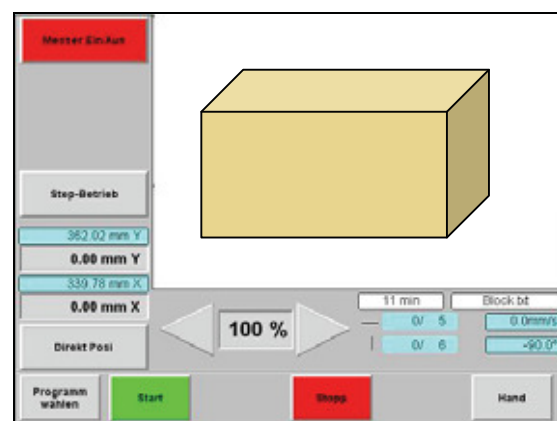 Messer Ein/Aus
Step-Betrieb
362.02 mm Y
0.00 mm Y
339.78 mm X
0.00 mm X
Direkt Posi
100 %
11 min
Block.txt
0/ 5
0.0mm/s
0/ 6
-90.0°
Programm
wählen
Start
Stopp
Hand